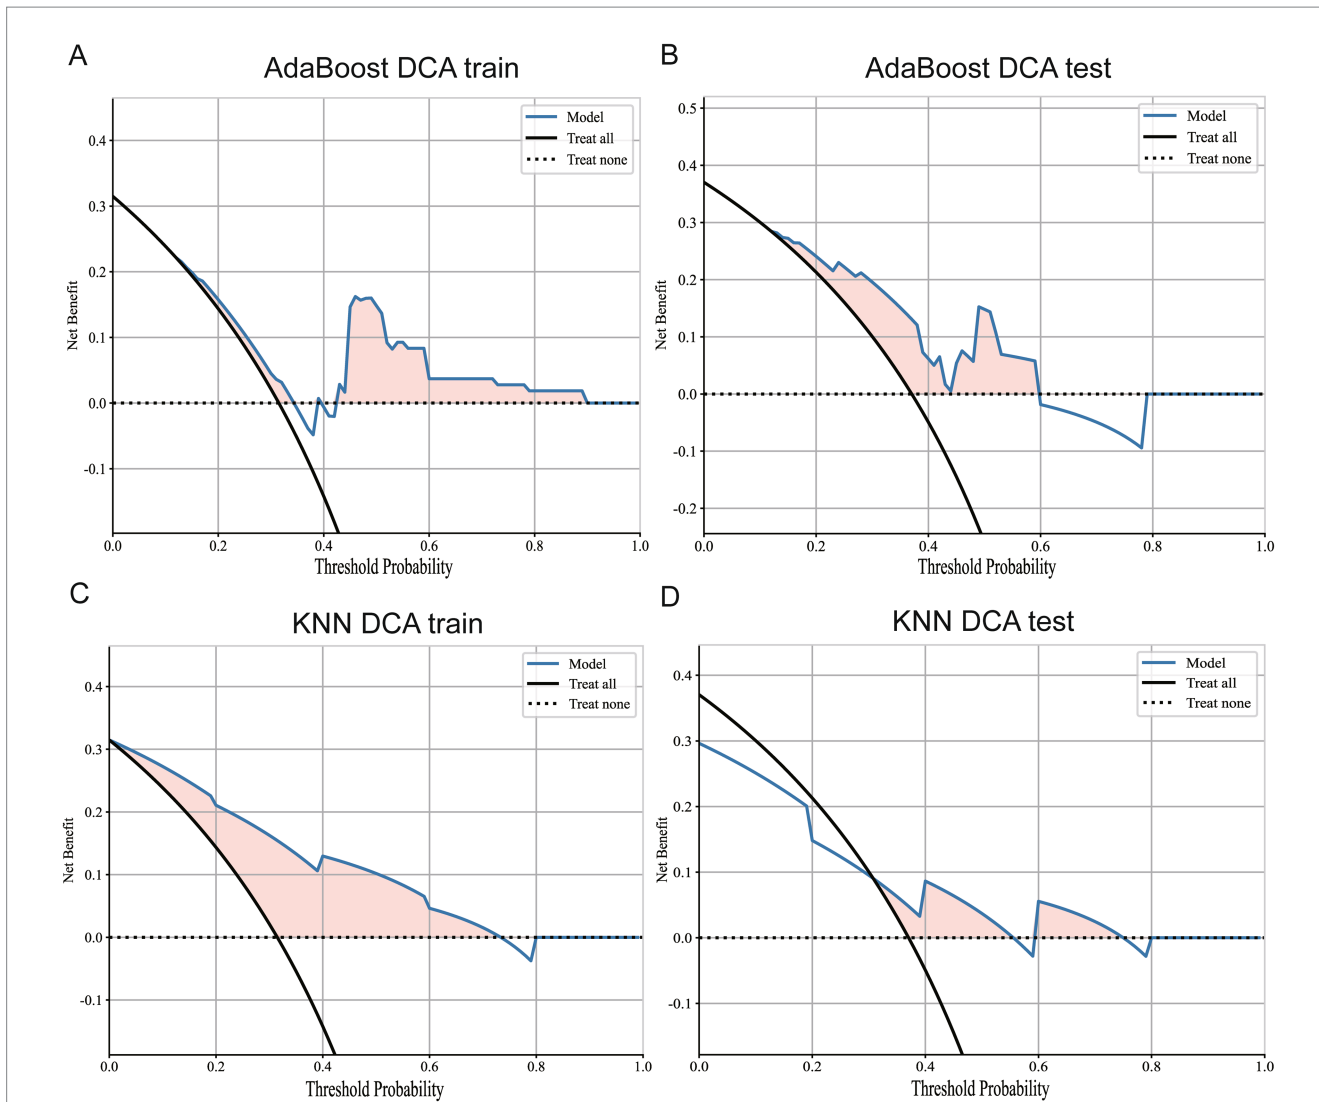 A
AdaBoost DCA train
Model
Treat all
Treat none
0.4
0.3
0.2
0.1
0.0
-0.1
Net Benefit
0.0 0.2 0.4 0.6 0.8 1.0
Threshold Probability
B
AdaBoost DCA test
Model
Treat all
Treat none
0.5
0.4
0.3
0.2
0.1
0.0
-0.1
-0.2
Net Benefit
0.0 0.2 0.4 0.6 0.8 1.0
Threshold Probability
C
KNN DCA train
Model
Treat all
Treat none
0.4
0.3
0.2
0.1
0.0
-0.1
Net Benefit
0.0 0.2 0.4 0.6 0.8 1.0
Threshold Probability
D
KNN DCA test
Model
Treat all
Treat none
0.4
0.3
0.2
0.1
0.0
-0.1
Net Benefit
0.0 0.2 0.4 0.6 0.8 1.0
Threshold Probability